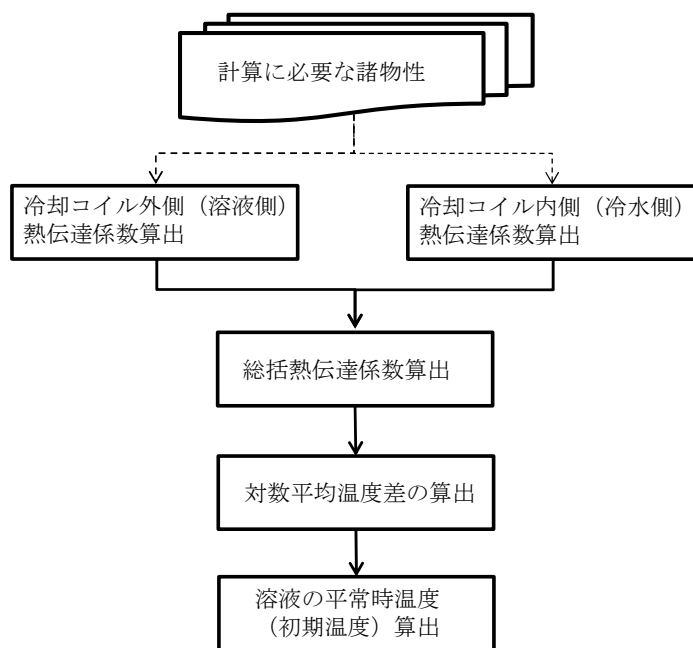 計算に必要な諸物性
冷却コイル外側（溶液側）
熱伝達係数算出
冷却コイル内側（冷水側）
熱伝達係数算出
総括熱伝達係数算出
対数平均温度差の算出
溶液の平常時温度
（初期温度）算出